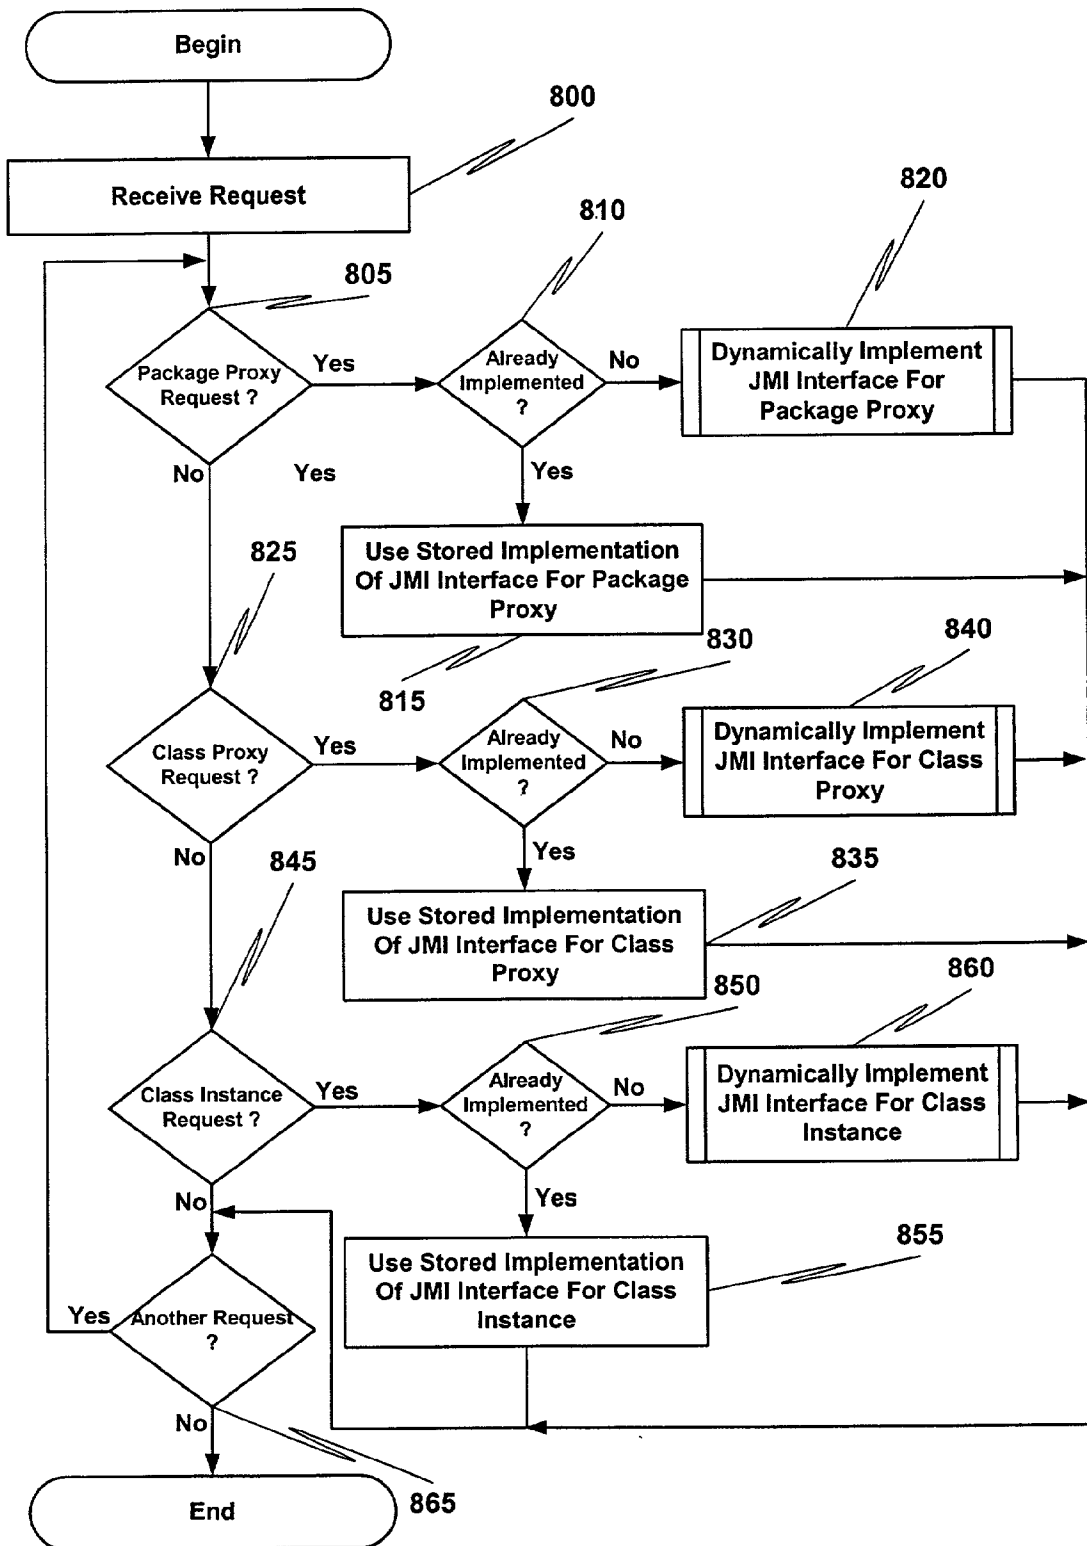 Begin
800
Receive Request
810
820
805
Package Proxy
Request ?
Yes
Already
Implemented
?
No
Dynamically Implement
JMI Interface For
Package Proxy
No
Yes
Yes
825
Use Stored Implementation
Of JMI Interface For Package
Proxy
815
830
840
Class Proxy
Request ?
Yes
Already
Implemented
?
No
Dynamically Implement
JMI Interface For Class
Proxy
No
Yes
845
835
Use Stored Implementation
Of JMI Interface For Class
Proxy
850
860
Class Instance
Request ?
Yes
Already
Implemented
?
No
Dynamically Implement
JMI Interface For Class
Instance
No
Yes
855
Use Stored Implementation
Of JMI Interface For Class
Instance
Yes
Another Request
?
No
865
End